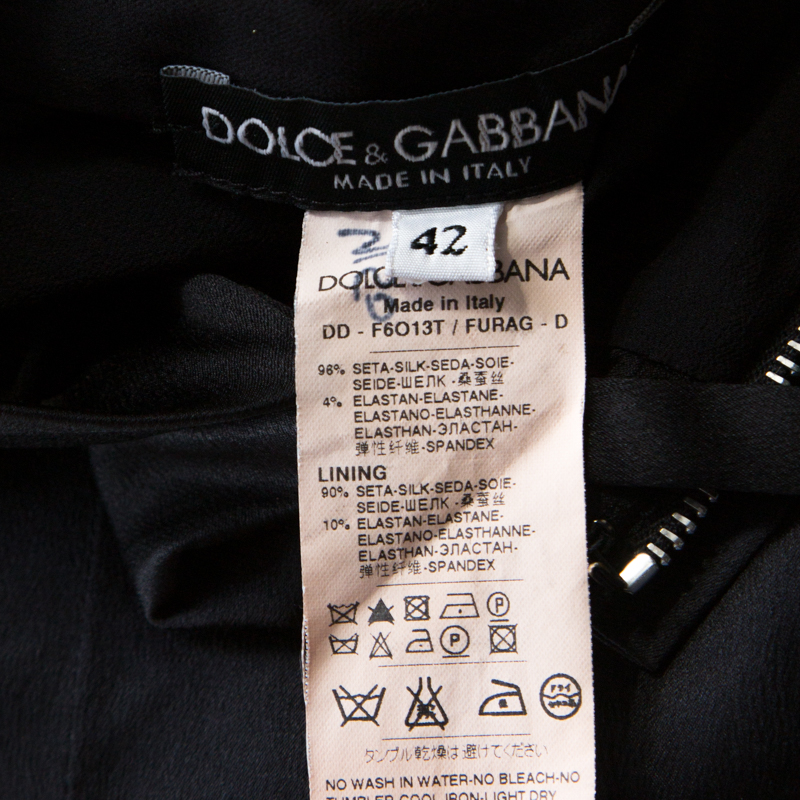 DOLCE & GABBANA
MADE IN ITALY
42
DOLCE & GABBANA
Made in Italy
DD - F6O13T / FURAG - D
96% SETA-SILK-SEDA-SOIE-
SEIDE-ШЕЛК -桑蚕丝
4% ELASTAN-ELASTANE-
ELASTANO-ELASTHANNE-
ELASTHAN-ЭЛАСТАН-
弹性纤维-SPANDEX
LINING
90% SETA-SILK-SEDA-SOIE-
SEIDE-ШЕЛК -桑蚕丝
10% ELASTAN-ELASTANE-
ELASTANO-ELASTHANNE-
ELASTHAN-ЭЛАСТАН-
弹性纤维-SPANDEX
P
P
ドライ
タンブル乾燥は避けてください
NO WASH IN WATER-NO BLEACH-NO
TUMBLER COOL IRON-LIGHT DRY